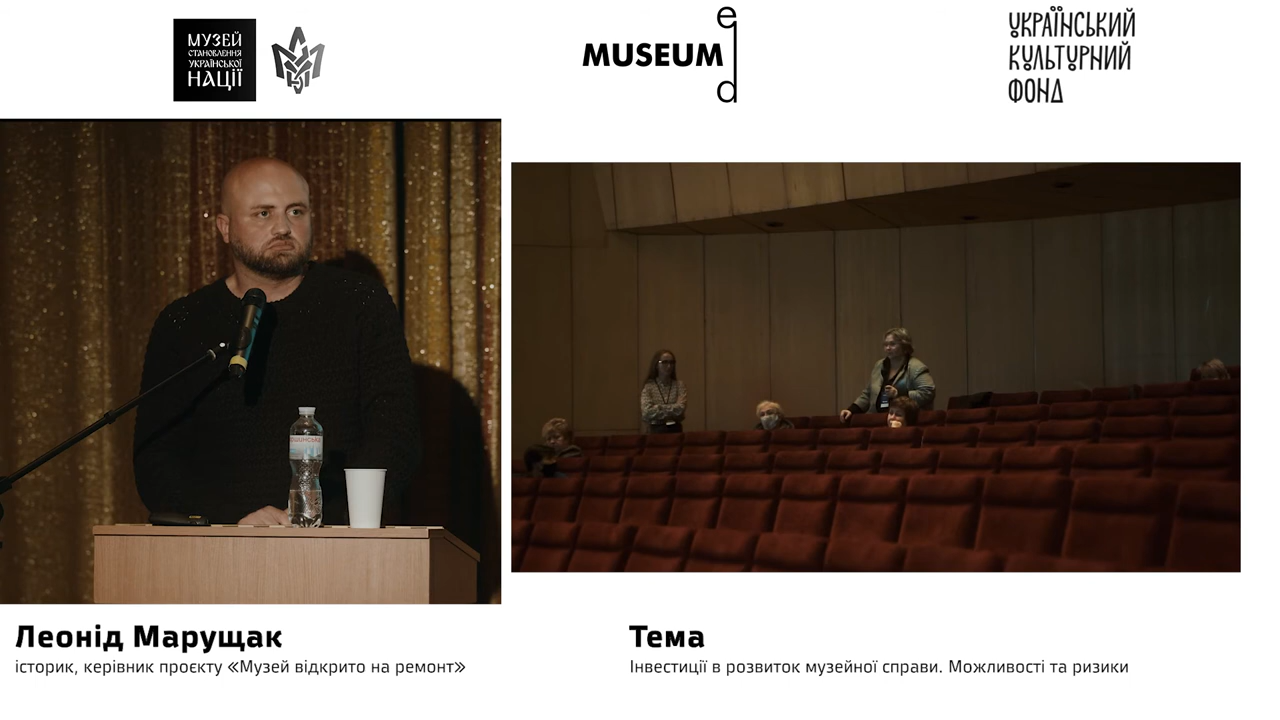 МУЗЕЙ
СТАНОВЛЕННЯ
УКРАЇНСЬКОЇ
НАЦІЇ
MUSEUM
ed
УКРАЇНСЬКИЙ
КУЛЬТУРНИЙ
ФОНД
Леонід Марущак
історик, керівник проєкту «Музей відкрито на ремонт»
Тема
Інвестиції в розвиток музейної справи. Можливості та ризики